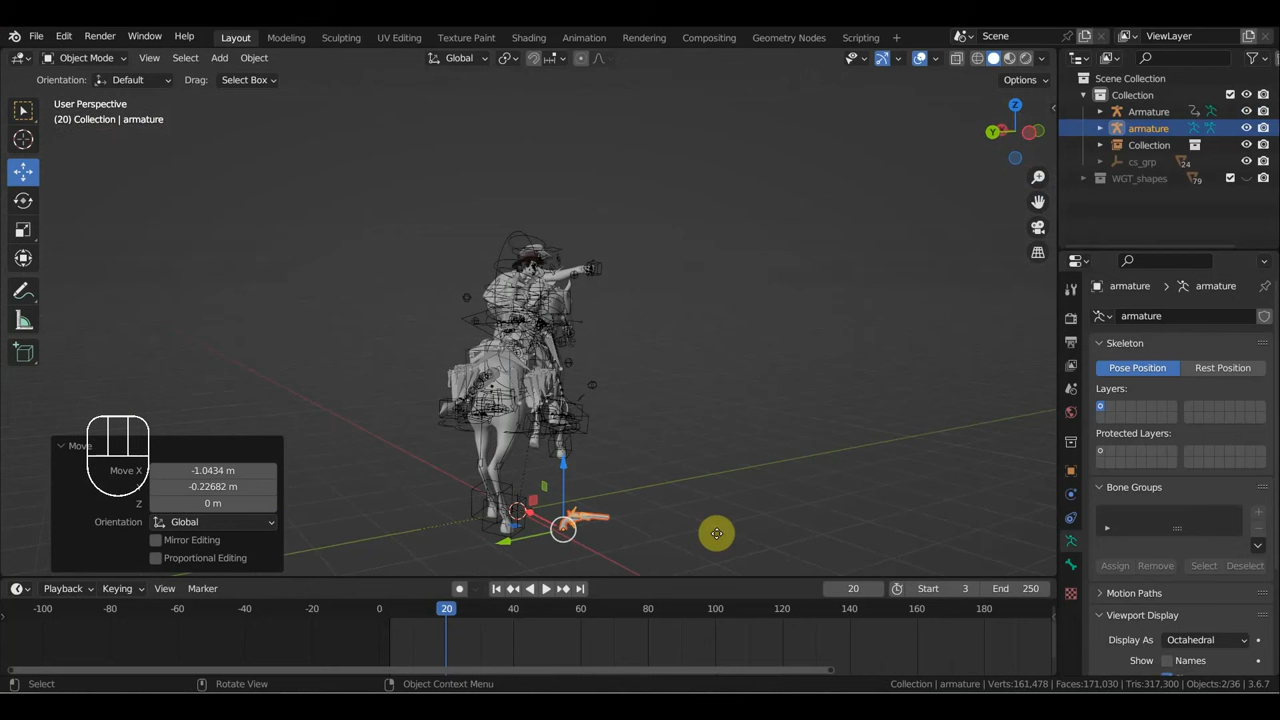 File Edit Render Window Help Layout Modeling Sculpting UV Editing Texture Paint Shading Animation Rendering Compositing Geometry Nodes Scripting Scene ViewLayer
Object Mode View Select Add Object Global
Orientation: Default Drag: Select Box Options
User Perspective
(20) Collection | armature
Z
Y
Scene Collection
Collection
Armature
armature
Collection
cs_grp 24
WGT_shapes 79
armature armature
armature
Skeleton
Pose Position Rest Position
Layers:
Protected Layers:
Bone Groups
Assign Remove Select Deselect
Motion Paths
Viewport Display
Display As Octahedral
Show Names
Move
Move X -1.0434 m
-0.22682 m
Z 0 m
Orientation Global
Mirror Editing
Proportional Editing
Playback Keying View Marker 20 Start 3 End 250
-100 -80 -60 -40 -20 0 20 40 60 80 100 120 140 160 180
Select Rotate View Object Context Menu Collection | armature Verts:161,478 Faces:171,030 Tris:317,300 Objects:2/36 3.6.7